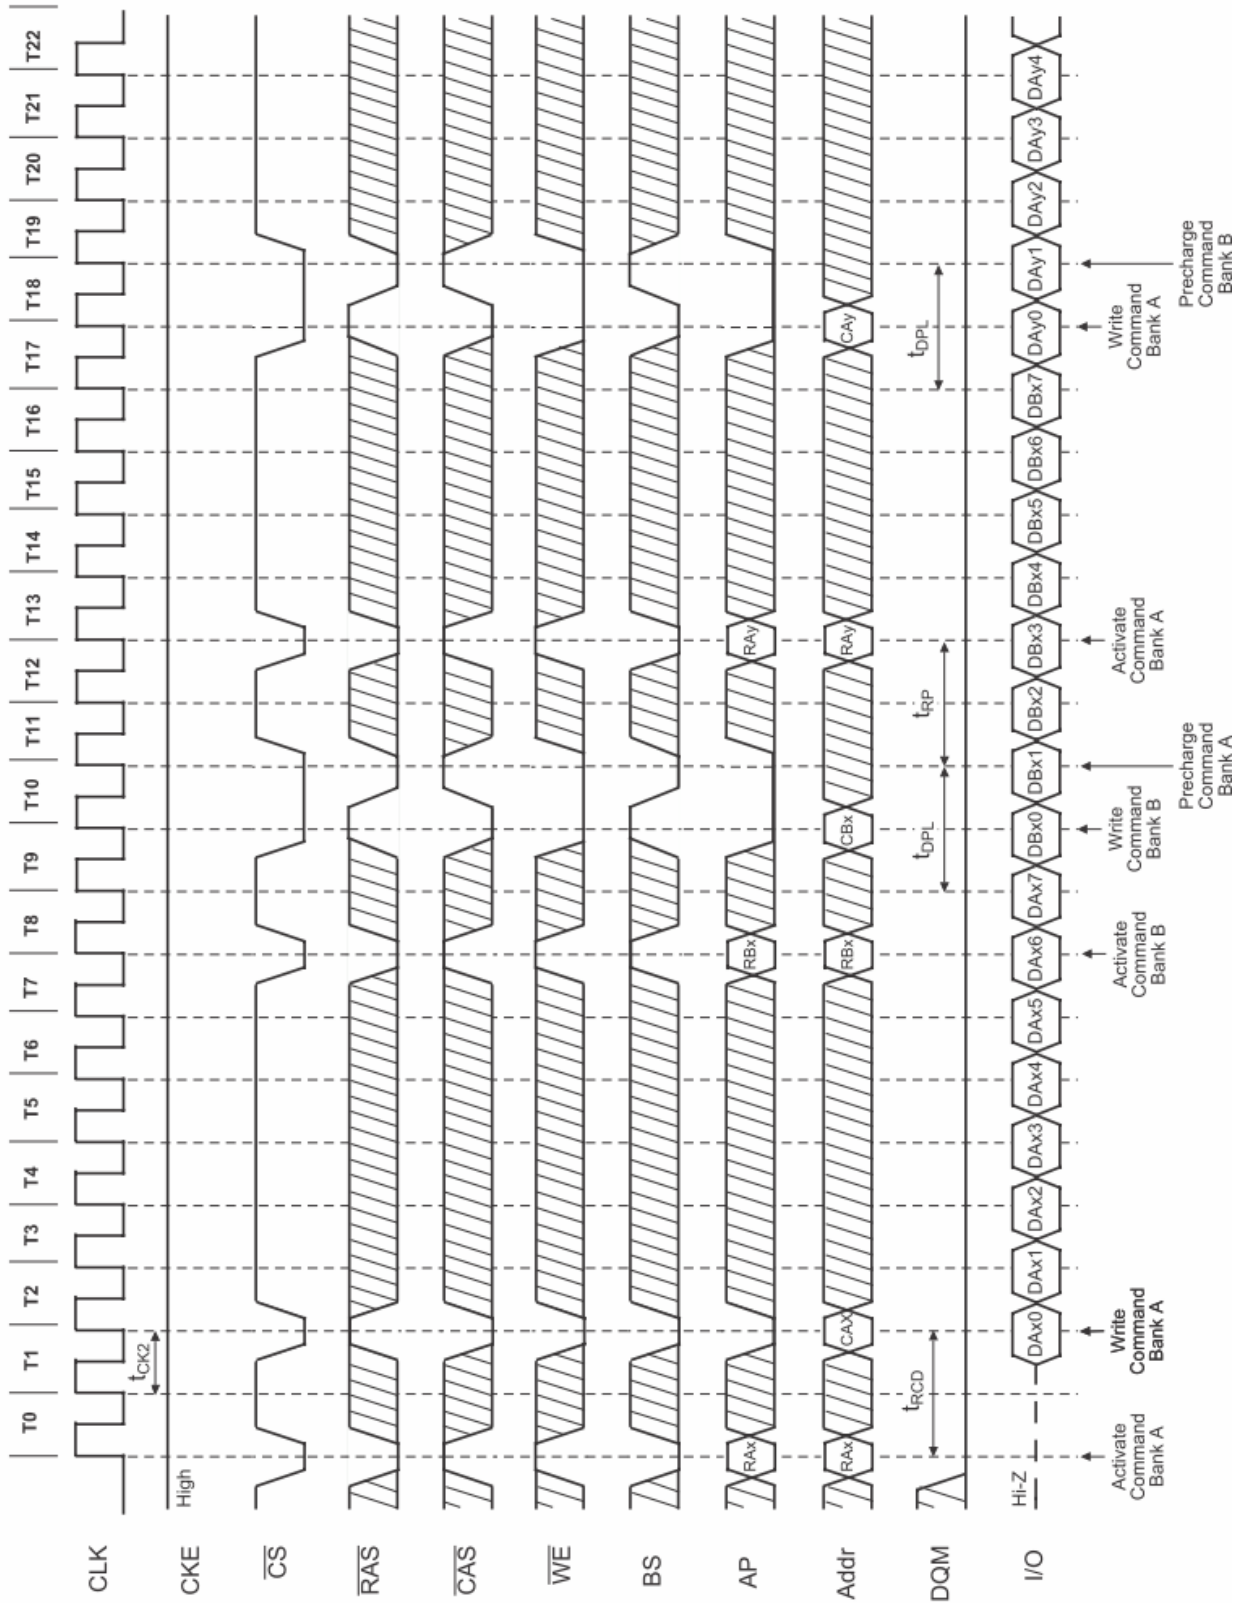 T0 T1 T2 T3 T4 T5 T6 T7 T8 T9 T10 T11 T12 T13 T14 T15 T16 T17 T18 T19 T20 T21 T22
CLK
tCK2
CKE
High
CS
RAS
CAS
WE
BS
AP
RAx RBx RAy
Addr
RAx CAX RBx CBx RAy CAy
DQM
tRCD tDPL tRP tDPL
I/O
Hi-Z
DAx0 DAx1 DAx2 DAx3 DAx4 DAx5 DAx6 DAx7 DBx0 DBx1 DBx2 DBx3 DBx4 DBx5 DBx6 DBx7 DAy0 DAy1 DAy2 DAy3 DAy4
Activate
Command
Bank A
Write
Command
Bank A
Activate
Command
Bank B
Write
Command
Bank B
Precharge
Command
Bank A
Activate
Command
Bank A
Write
Command
Bank A
Precharge
Command
Bank B